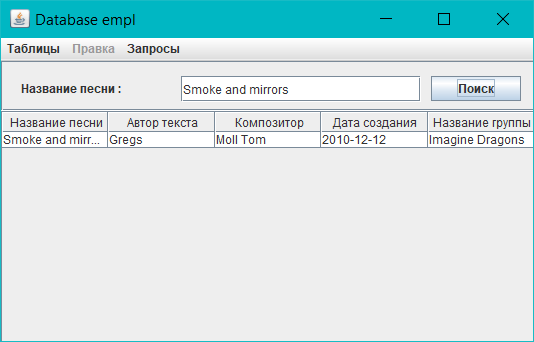 Database empl
Таблицы Правка Запросы
Название песни : Smoke and mirrors Поиск
Название песни Автор текста Композитор Дата создания Название группы
Smoke and mirr... Gregs Moll Tom 2010-12-12 Imagine Dragons